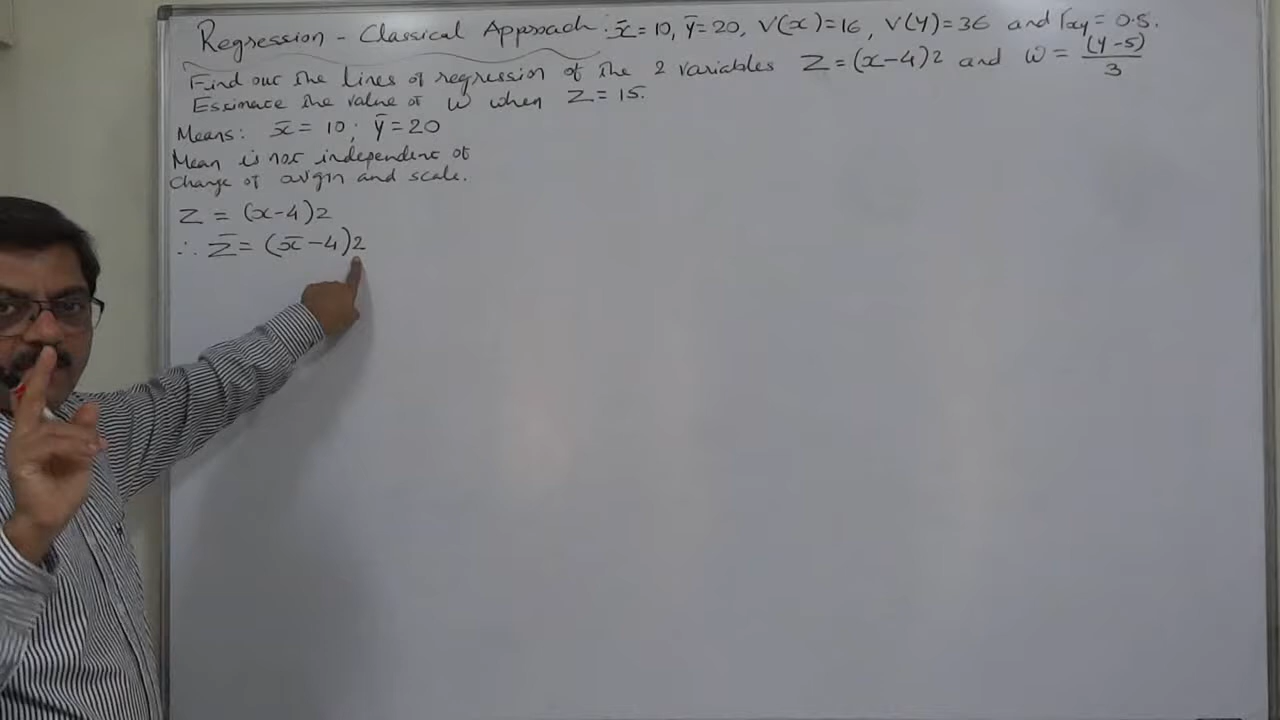 Regression - Classical Approach: x̄ = 10, ȳ = 20, V(x) = 16, V(Y) = 36 and rxy = 0.5.
Find out the lines of regression of the 2 variables Z = (x-4)2 and W = (Y-5)/3
Estimate the value of W when Z = 15.
Means: x̄ = 10; ȳ = 20
Mean is not independent of
change of origin and scale.
Z = (x-4)2
∴ Z̄ = (x̄-4)2